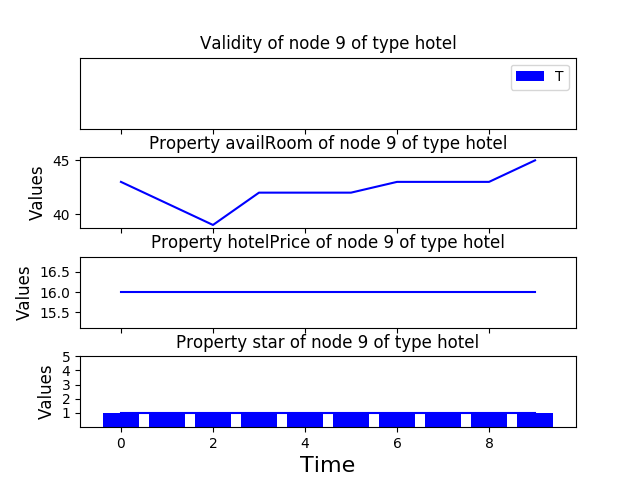 Validity of node 9 of type hotel
T
Property availRoom of node 9 of type hotel
45
40
Values
Property hotelPrice of node 9 of type hotel
16.5
16.0
15.5
Values
Property star of node 9 of type hotel
5
4
3
2
1
Values
0 2 4 6 8
Time